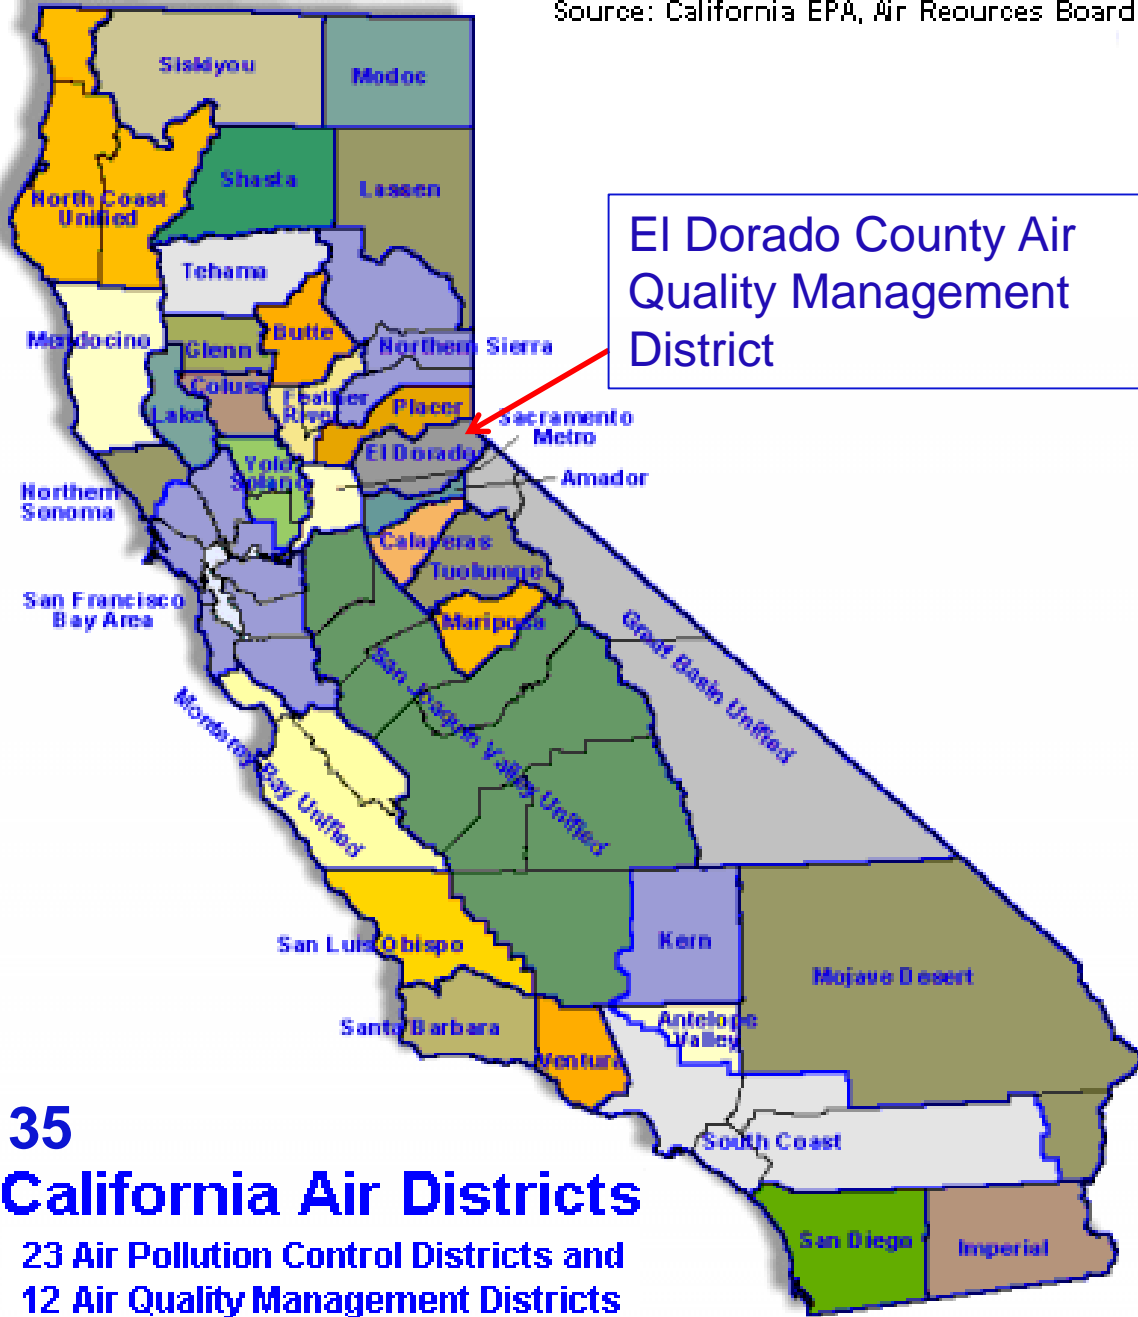 Source: California EPA, Air Reources Board
Siskiyou
Modoc
Shasta
Lassen
North Coast
Unified
El Dorado County Air
Quality Management
District
Tehama
Mendocino
Glenn
Butte
Northern Sierra
Colusa
Feather
River
Lake
Placer
Sacramento
Metro
El Dorado
Yolo
Solano
Amador
Northern
Sonoma
Calaveras
Tuolumne
San Francisco
Bay Area
Mariposa
Great Basin Unified
San Joaquin Valley Unified
Monterey Bay Unified
San Luis Obispo
Kern
Mojave Desert
Santa Barbara
Antelope
Valley
Ventura
35
South Coast
California Air Districts
San Diego
Imperial
23 Air Pollution Control Districts and
12 Air Quality Management Districts